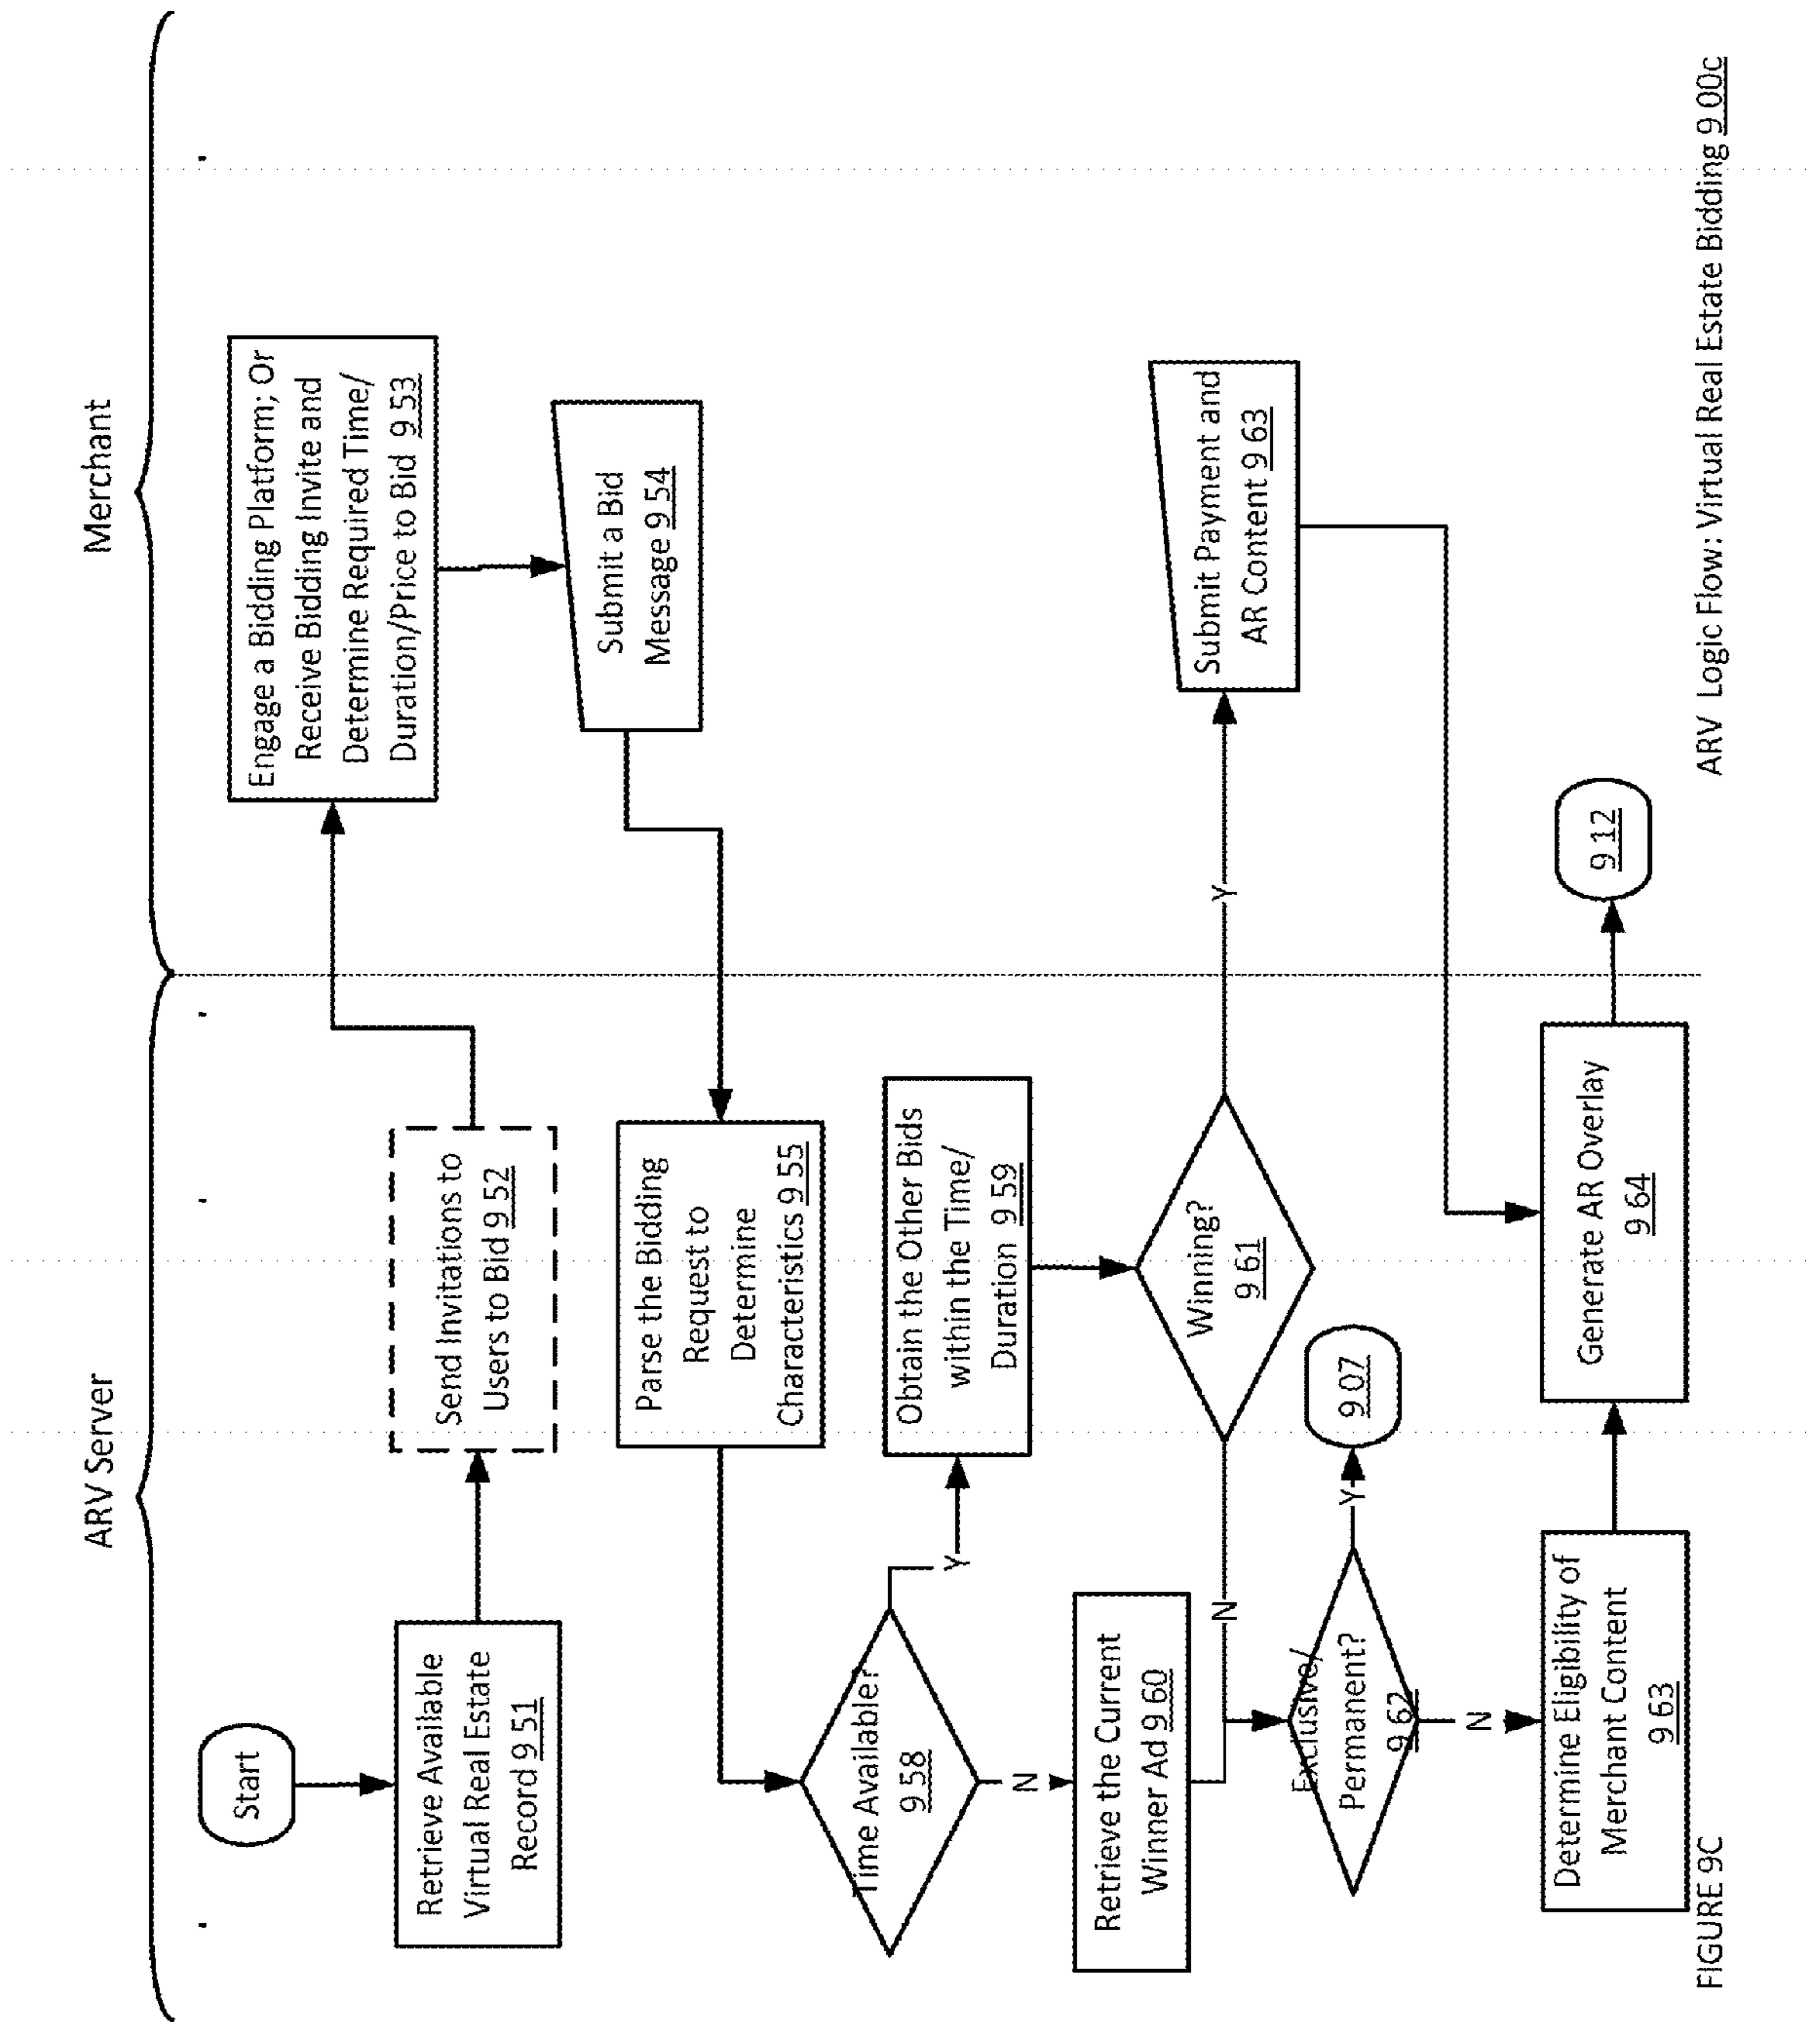 ARV Server
Merchant
Start
Retrieve Available
Virtual Real Estate
Record 9 51
Send Invitations to
Users to Bid 9 52
Engage a Bidding Platform; Or
Receive Bidding Invite and
Determine Required Time/
Duration/Price to Bid 9 53
Submit a Bid
Message 9 54
Parse the Bidding
Request to
Determine
Characteristics 9 55
Time Available?
9 58
Y
N
Obtain the Other Bids
within the Time/
Duration 9 59
Retrieve the Current
Winner Ad 9 60
Winning?
9 61
Y
N
Submit Payment and
AR Content 9 63
Exclusive/
Permanent?
9 62
Y
9 07
N
Determine Eligibility of
Merchant Content
9 63
Generate AR Overlay
9 64
9 12
FIGURE 9C
ARV Logic Flow: Virtual Real Estate Bidding 9 00c